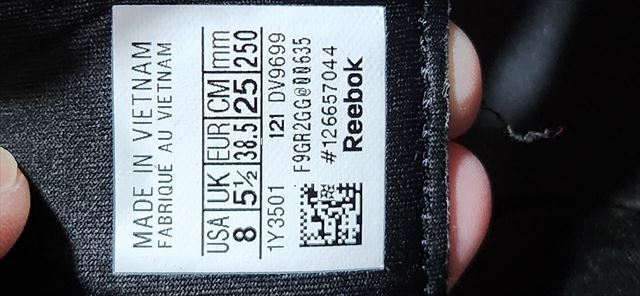 MADE IN VIETNAM
FABRIQUÉ AU VIETNAM
USA UK EUR CM mm
8 5½ 38.5 25 250
1Y3501 121 DV9699
F9GR2GG@00635
#126657044
Reebok